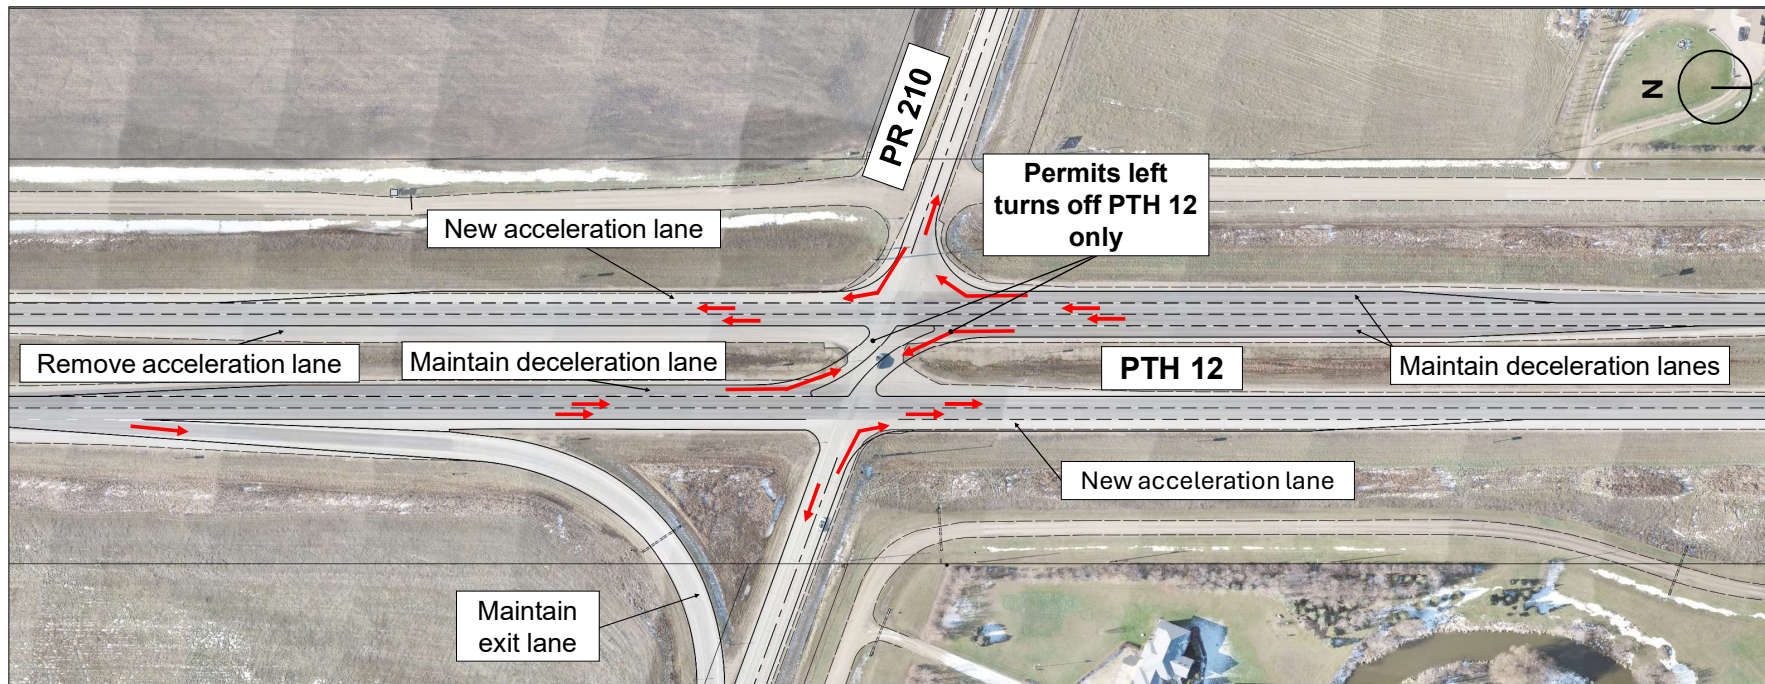 PR 210
N
Permits left
turns off PTH 12
only
New acceleration lane
Remove acceleration lane
Maintain deceleration lane
PTH 12
Maintain deceleration lanes
New acceleration lane
Maintain
exit lane